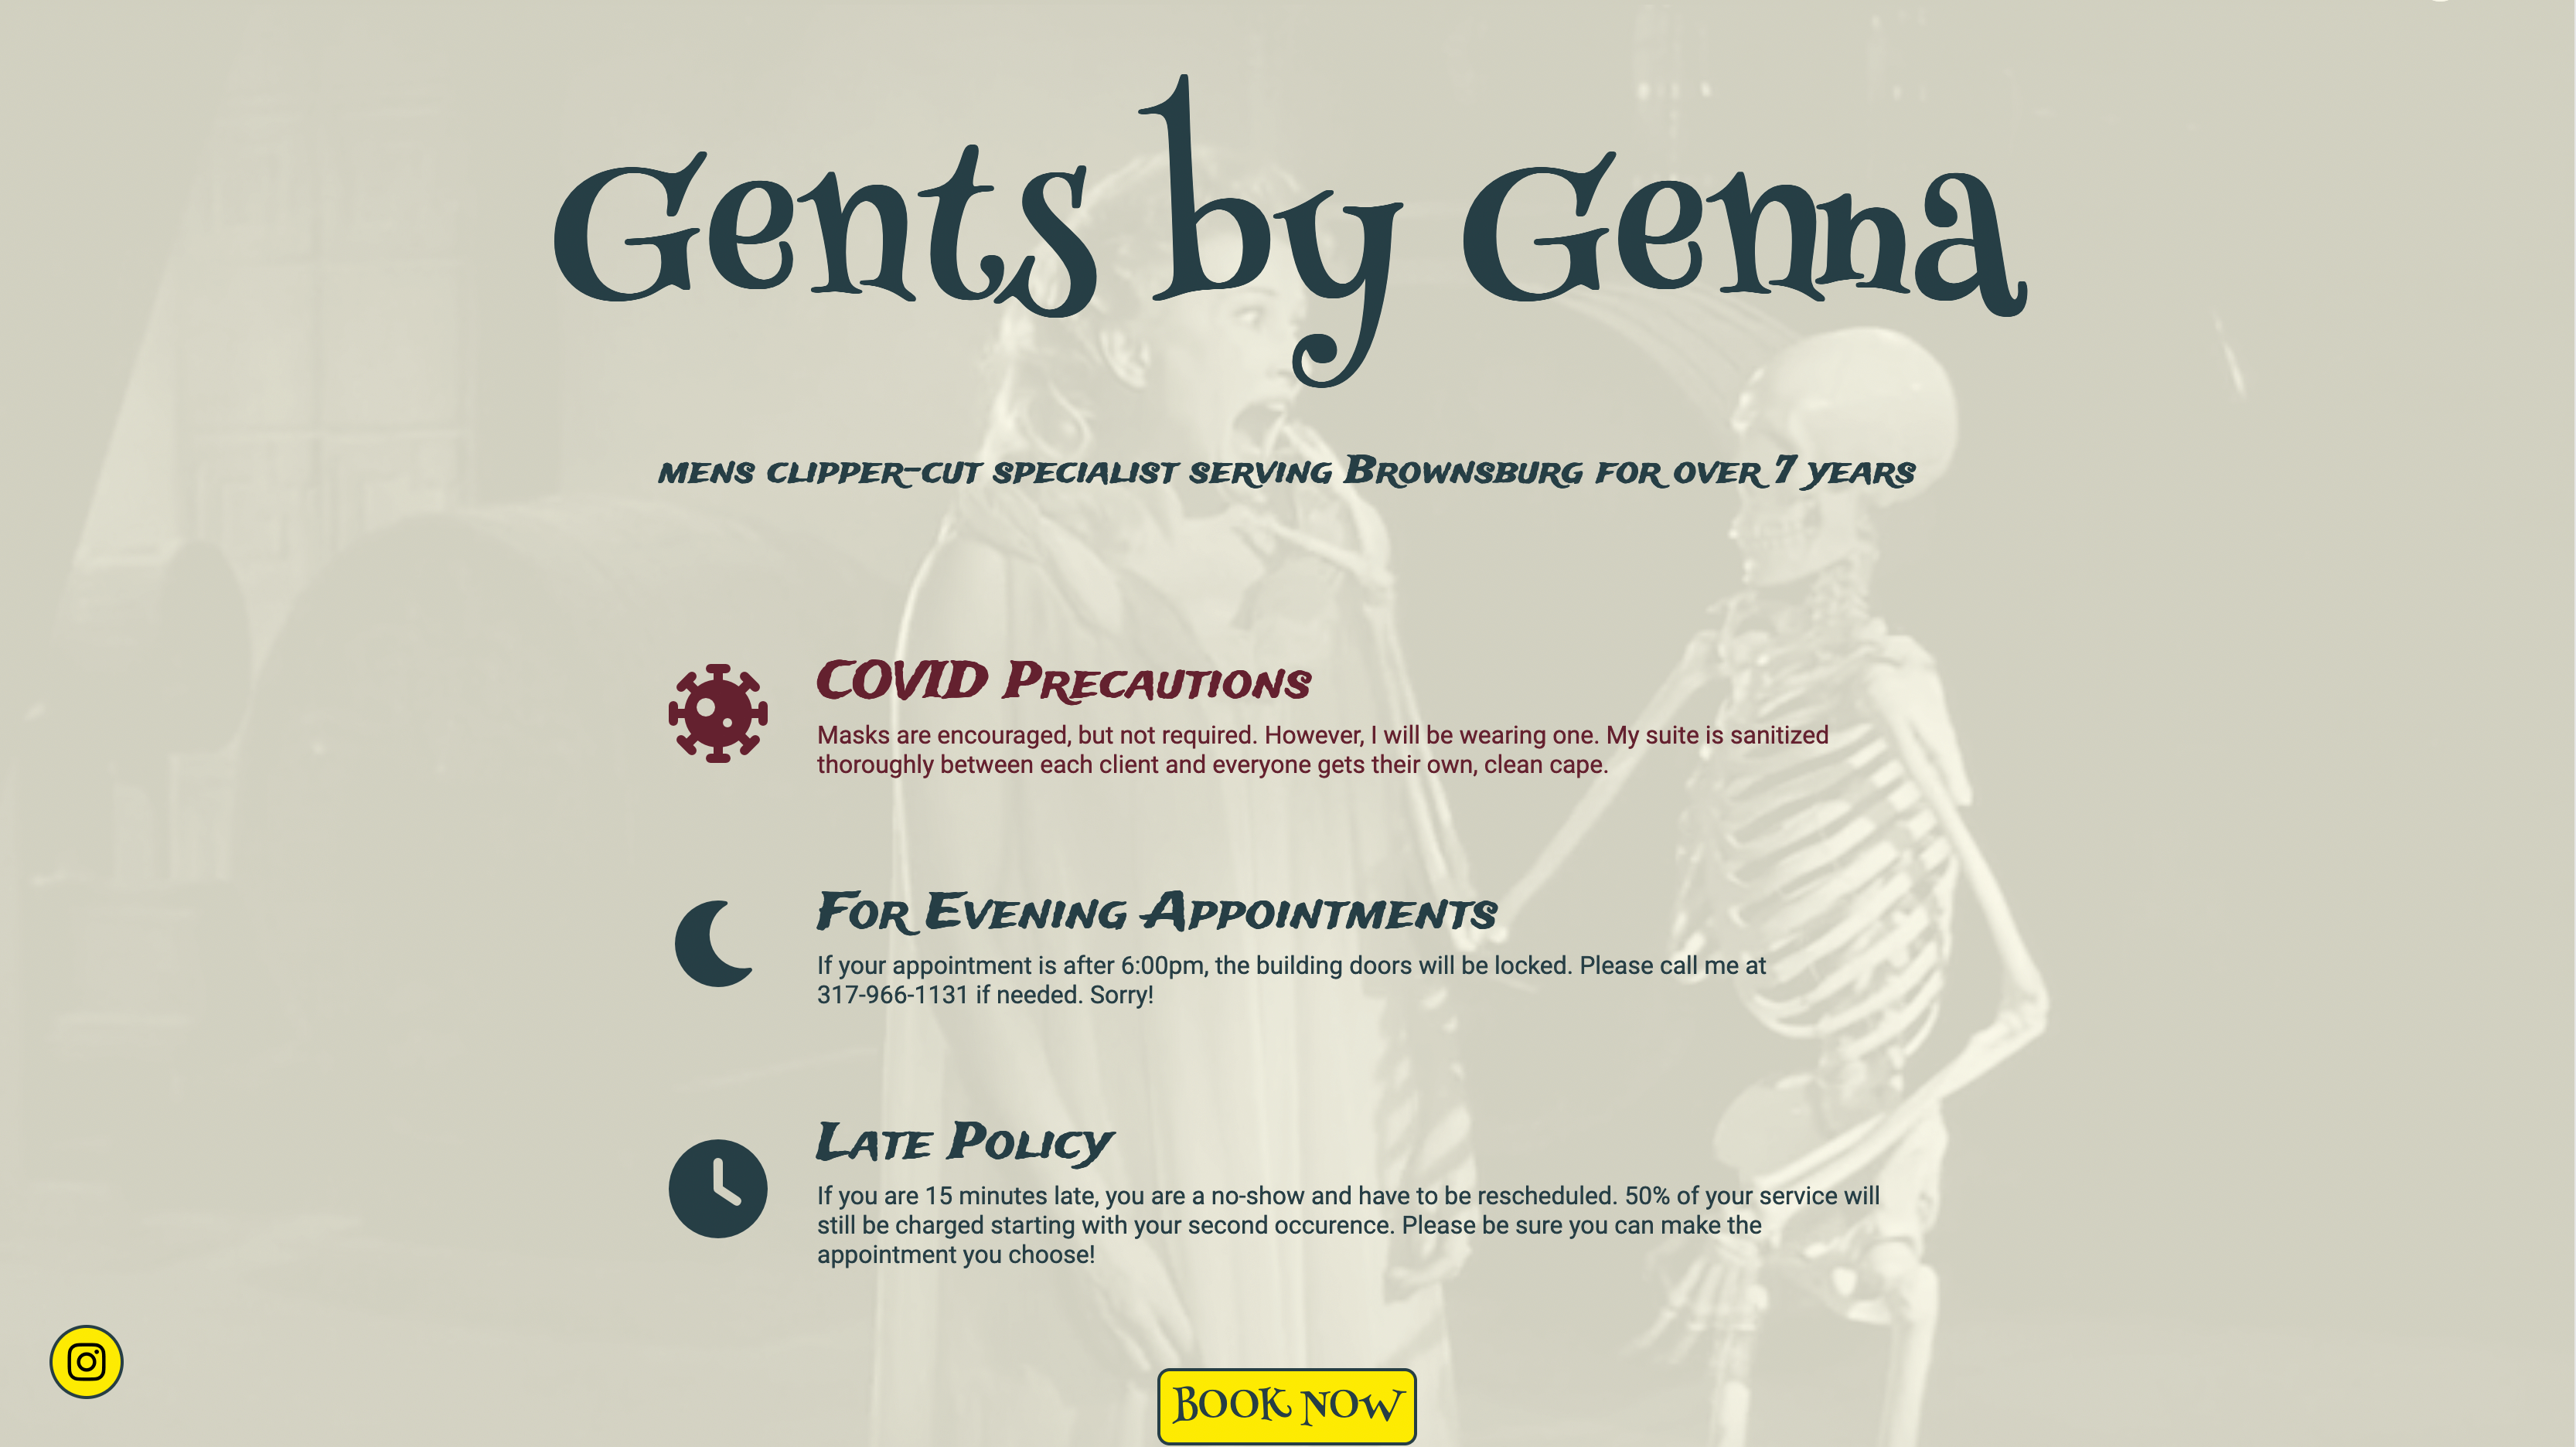 Gents by Genna
mens clipper-cut specialist serving Brownsburg for over 7 years
COVID Precautions
Masks are encouraged, but not required. However, I will be wearing one. My suite is sanitized
thoroughly between each client and everyone gets their own, clean cape.
For Evening Appointments
If your appointment is after 6:00pm, the building doors will be locked. Please call me at
317-966-1131 if needed. Sorry!
Late Policy
If you are 15 minutes late, you are a no-show and have to be rescheduled. 50% of your service will
still be charged starting with your second occurence. Please be sure you can make the
appointment you choose!
BOOK NOW